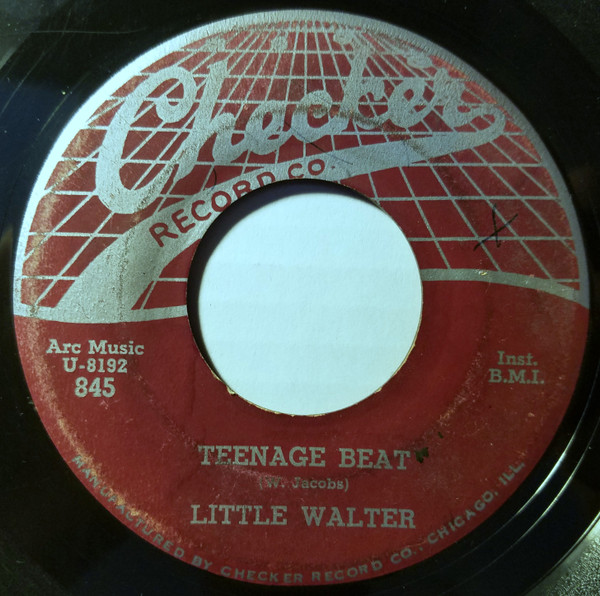 Checker
RECORD CO.
Arc Music
U-8192
845
Inst.
B.M.I.
TEENAGE BEAT
(W. Jacobs)
LITTLE WALTER
MANUFACTURED BY CHECKER RECORD CO., CHICAGO, ILL.